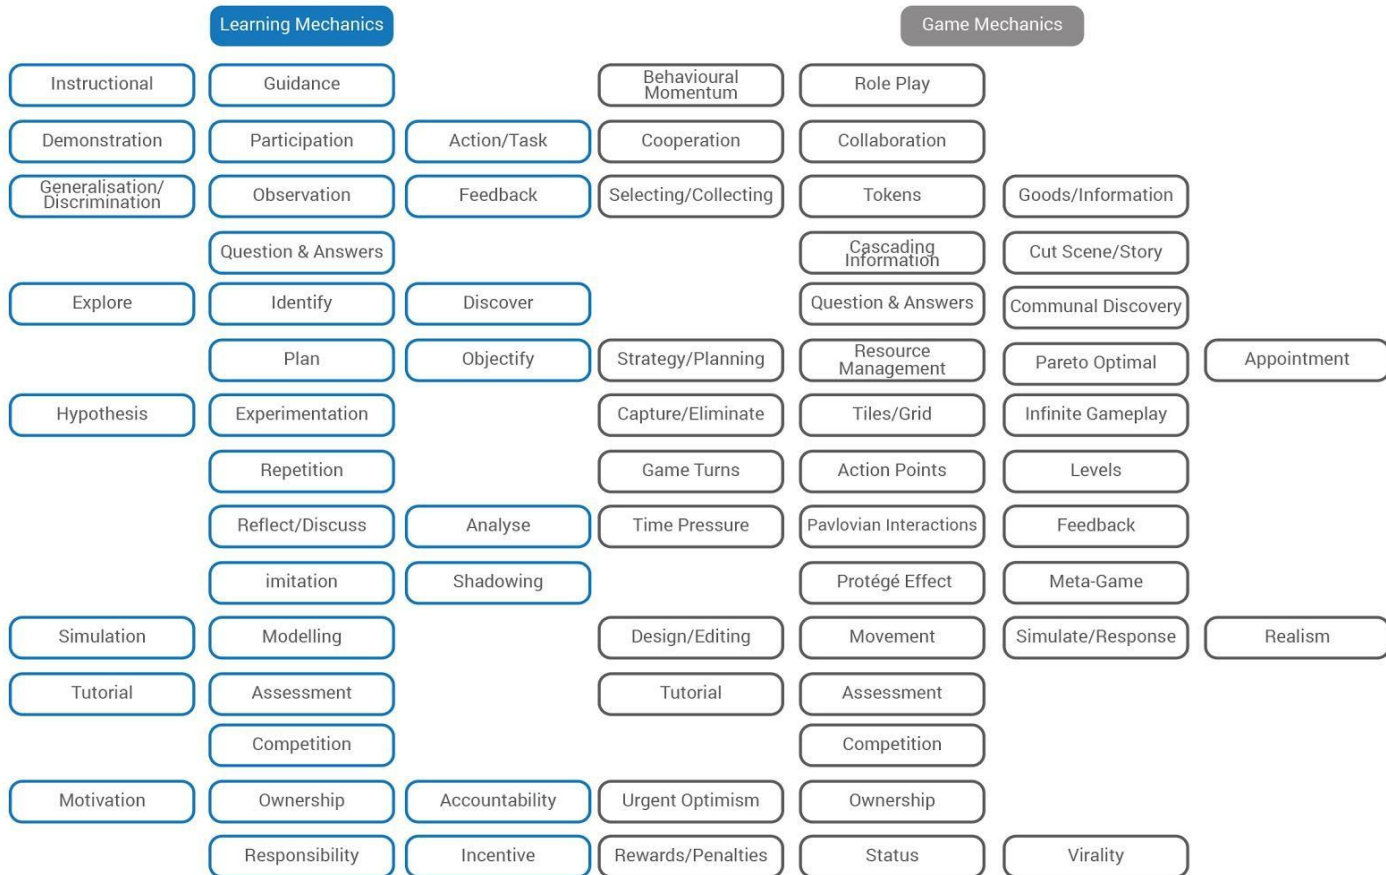 Learning Mechanics
Game Mechanics
Instructional
Guidance
Behavioural
Momentum
Role Play
Demonstration
Participation
Action/Task
Cooperation
Collaboration
Generalisation/
Discrimination
Observation
Feedback
Selecting/Collecting
Tokens
Goods/Information
Question & Answers
Cascading
Information
Cut Scene/Story
Explore
Identify
Discover
Question & Answers
Communal Discovery
Plan
Objectify
Strategy/Planning
Resource
Management
Pareto Optimal
Appointment
Hypothesis
Experimentation
Capture/Eliminate
Tiles/Grid
Infinite Gameplay
Repetition
Game Turns
Action Points
Levels
Reflect/Discuss
Analyse
Time Pressure
Pavlovian Interactions
Feedback
imitation
Shadowing
Protégé Effect
Meta-Game
Simulation
Modelling
Design/Editing
Movement
Simulate/Response
Realism
Tutorial
Assessment
Tutorial
Assessment
Competition
Competition
Motivation
Ownership
Accountability
Urgent Optimism
Ownership
Responsibility
Incentive
Rewards/Penalties
Status
Virality